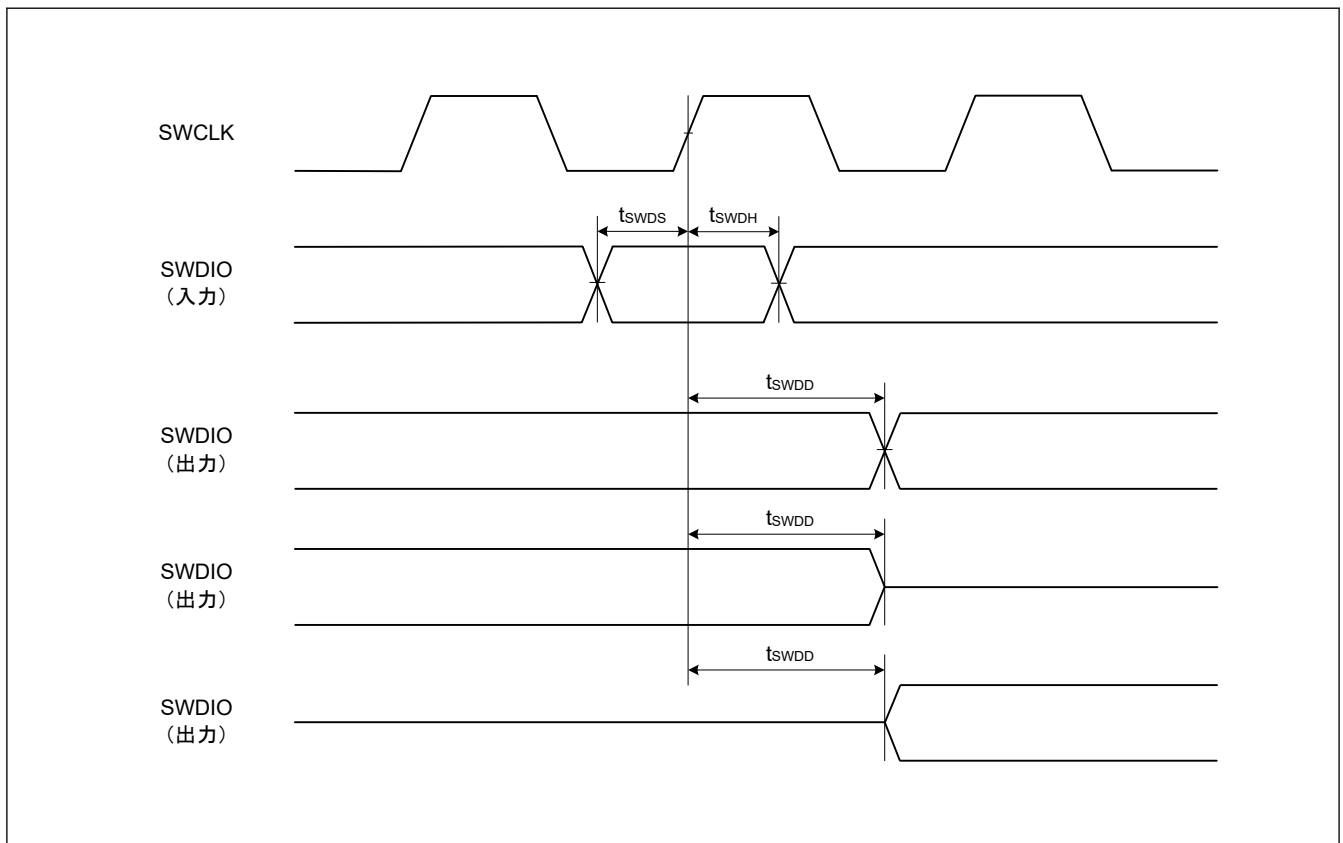 SWCLK
tSWDS
tSWDH
SWDIO
（入力）
tSWDD
SWDIO
（出力）
tSWDD
SWDIO
（出力）
tSWDD
SWDIO
（出力）